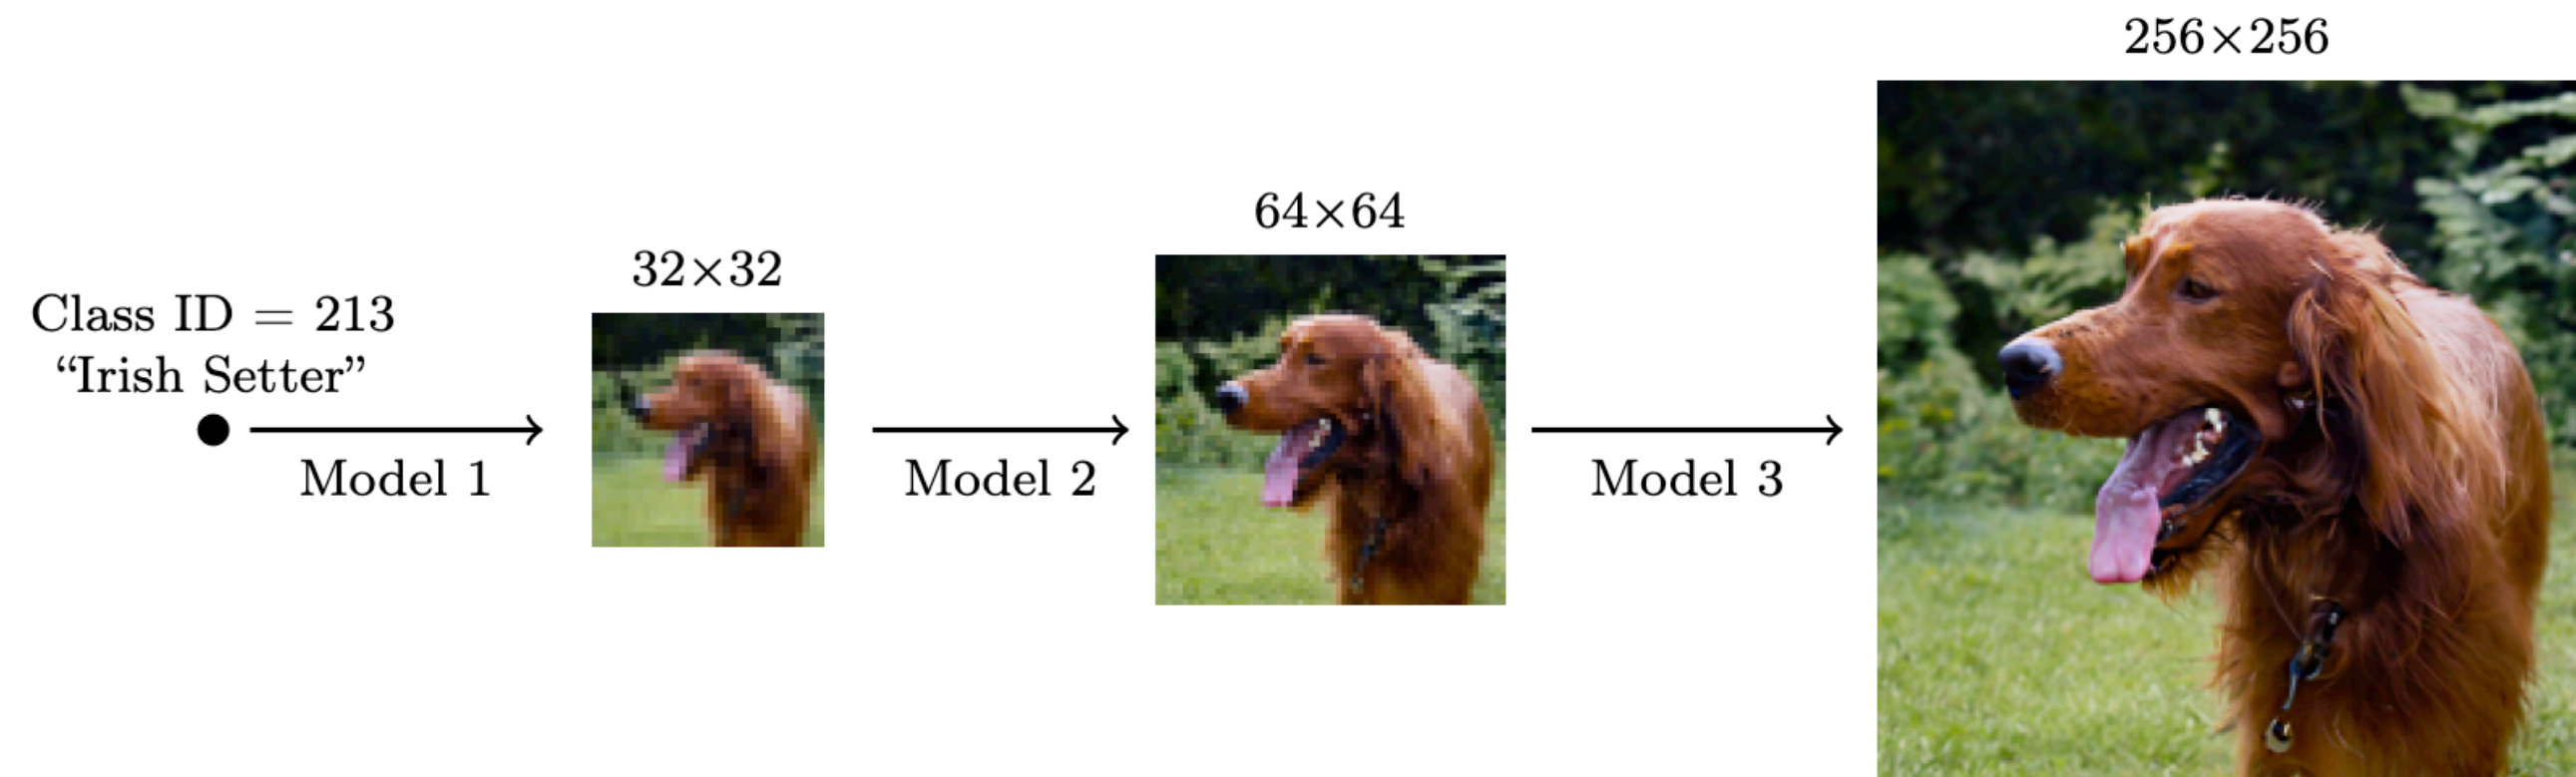 Class ID = 213
“Irish Setter”
Model 1
32×32
Model 2
64×64
Model 3
256×256